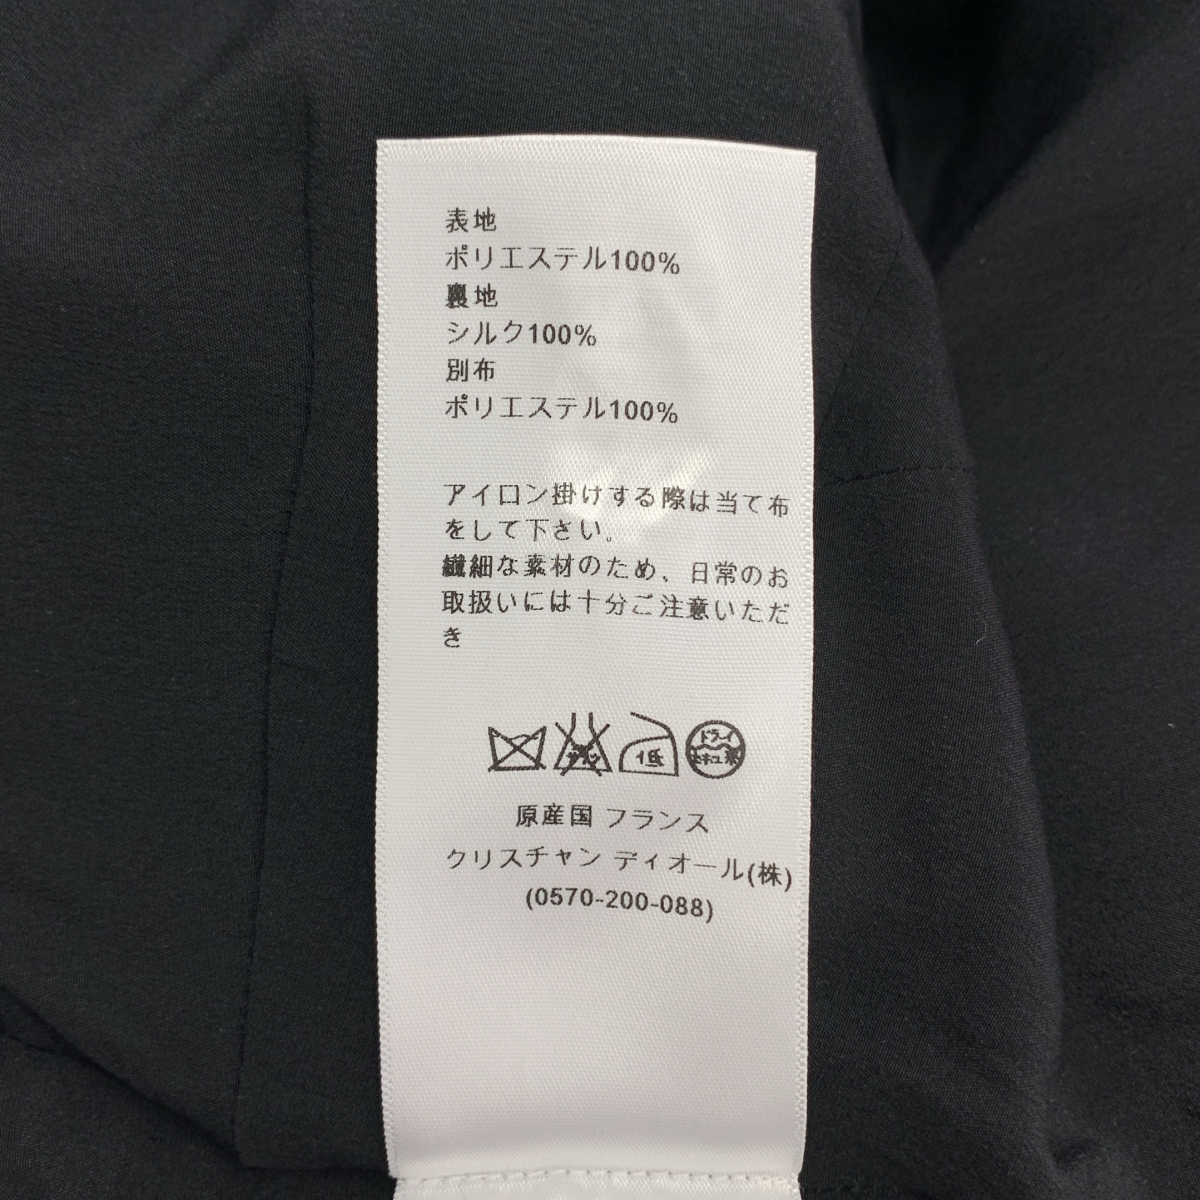 表地
ポリエステル100%
裏地
シルク100%
別布
ポリエステル100%
アイロン掛けする際は当て布
をして下さい。
繊細な素材のため、日常のお
取扱いには十分ご注意いただ
き
低 ドライ
原産国 フランス
クリスチャン ディオール(株)
(0570-200-088)